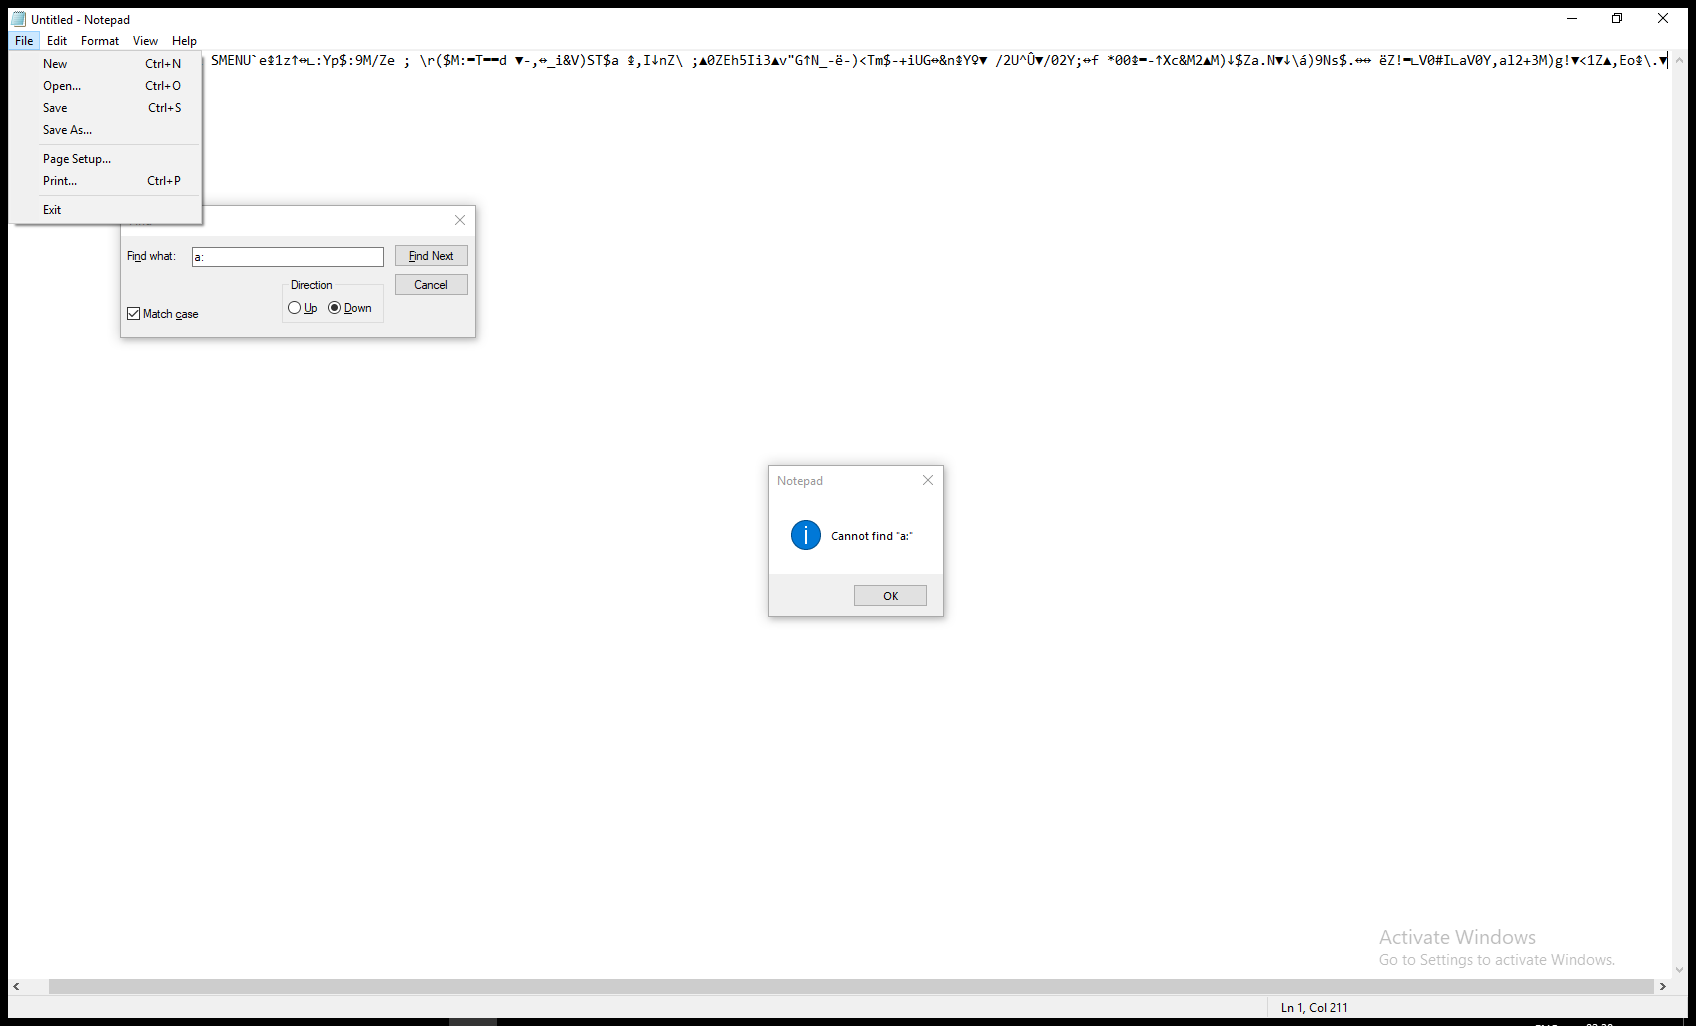 Untitled - Notepad
File Edit Format View Help
SMENU`e⇕1z↑↔∟:Yp$:9M/Ze ; \r($M:=T==d ▼-,↔_i&V)ST$a ⇕,I↓nZ\ ;▲0ZEh5Ii3▲v"G↑N_-ë-)<Tm$-+iUG↔&n⇕Y♀▼ /2U^Û▼/02Y;↔f *00⇕=-↑Xc&M2▲M)↓$Za.N▼↓\á)9Ns$.↔↔ ëZ!=∟V0#I∟aV0Y,al2+3M)g!▼<1Z▲,Eo⇕\.▼
New Ctrl+N
Open... Ctrl+O
Save Ctrl+S
Save As...
Page Setup...
Print... Ctrl+P
Exit
Find what: a: Find Next
Direction Cancel
Up Down
Match case
Notepad
Cannot find "a:"
OK
Activate Windows
Go to Settings to activate Windows.
Ln 1, Col 211